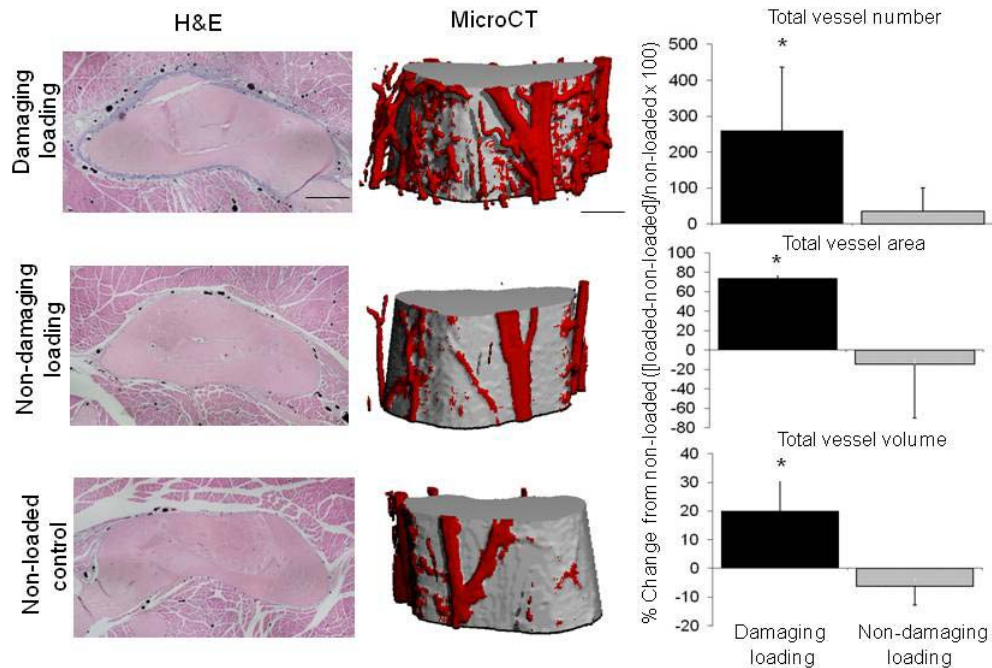 H&E
MicroCT
Damaging
loading
Non-damaging
loading
Non-loaded
control
% Change from non-loaded ([loaded-non-loaded]/non-loaded x 100)
Total vessel number
500
400
300
200
100
0
*
Total vessel area
100
80
60
40
20
0
-20
-40
-60
-80
*
Total vessel volume
40
30
20
10
0
-10
-20
*
Damaging
loading
Non-damaging
loading